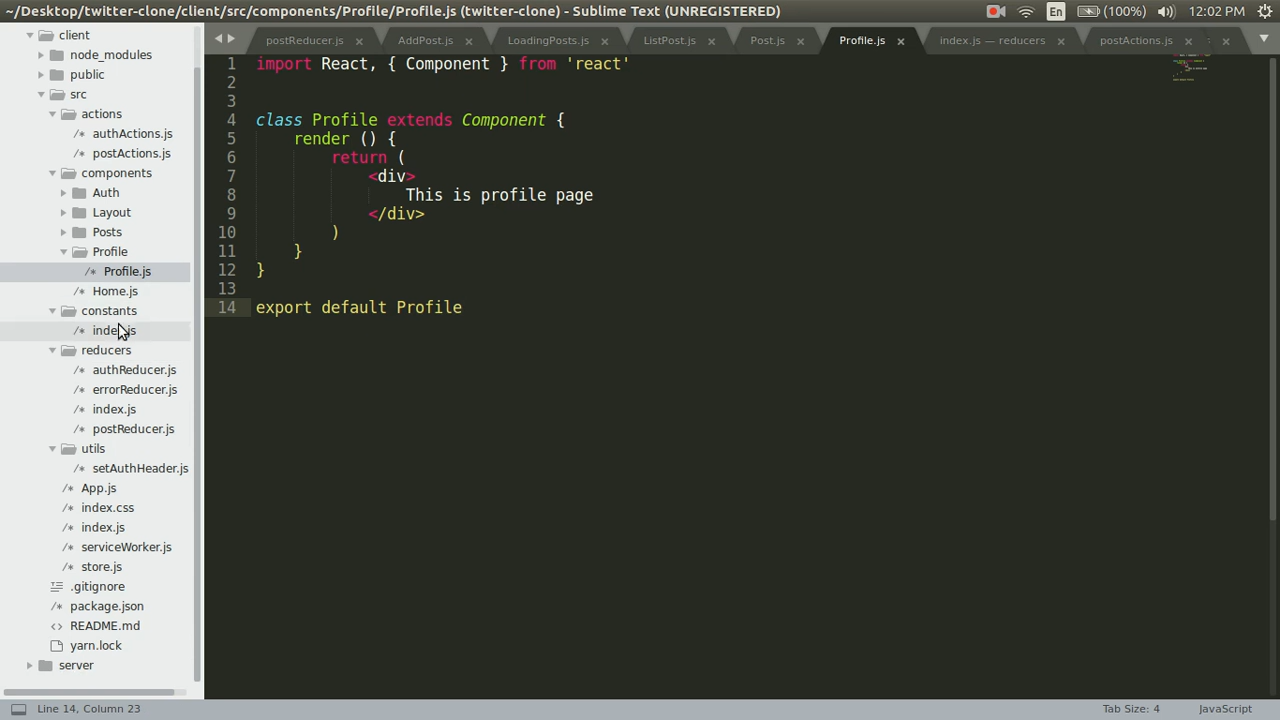 ~/Desktop/twitter-clone/client/src/components/Profile/Profile.js (twitter-clone) - Sublime Text (UNREGISTERED)
En
(100%)
12:02 PM
client
node_modules
public
src
actions
authActions.js
postActions.js
components
Auth
Layout
Posts
Profile
Profile.js
Home.js
constants
index.js
reducers
authReducer.js
errorReducer.js
index.js
postReducer.js
utils
setAuthHeader.js
App.js
index.css
index.js
serviceWorker.js
store.js
.gitignore
package.json
README.md
yarn.lock
server
postReducer.js
AddPost.js
LoadingPosts.js
ListPost.js
Post.js
Profile.js
index.js — reducers
postActions.js
1 import React, { Component } from 'react'
2
3
4 class Profile extends Component {
5 render () {
6 return (
7 <div>
8 This is profile page
9 </div>
10 )
11 }
12 }
13
14 export default Profile
Line 14, Column 23
Tab Size: 4
JavaScript